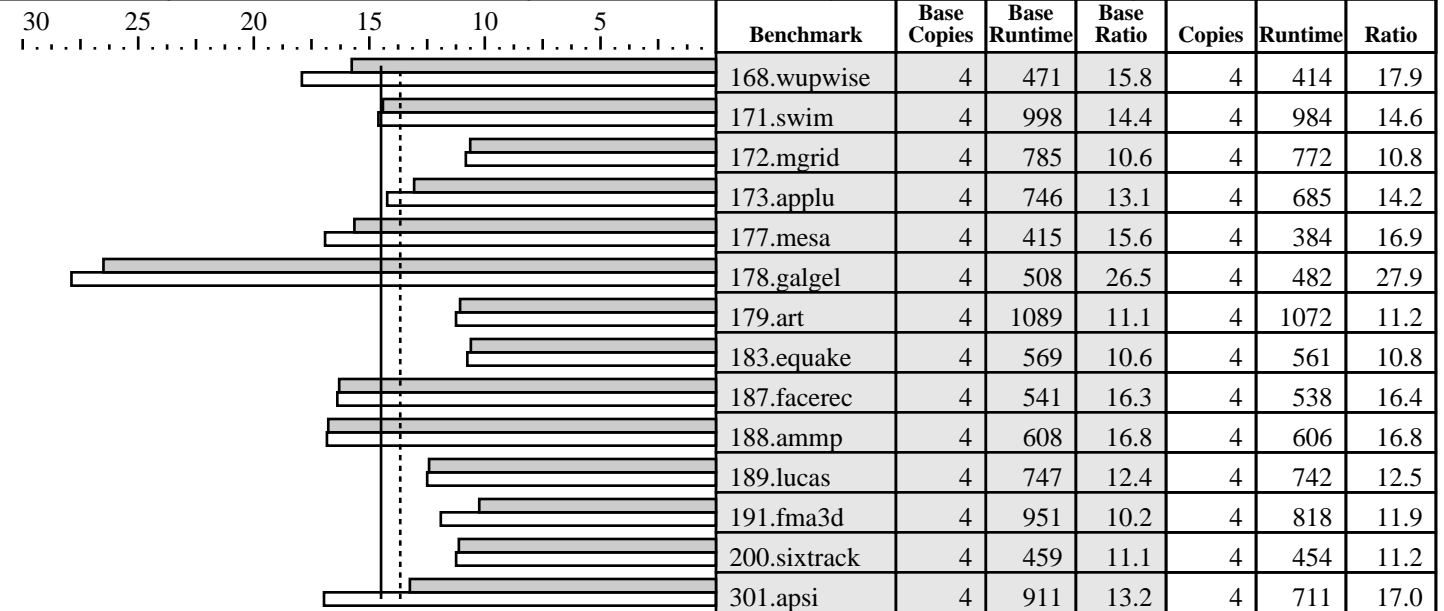 30 25 20 15 10 5
Benchmark Base Copies Base Runtime Base Ratio Copies Runtime Ratio
168.wupwise 4 471 15.8 4 414 17.9
171.swim 4 998 14.4 4 984 14.6
172.mgrid 4 785 10.6 4 772 10.8
173.applu 4 746 13.1 4 685 14.2
177.mesa 4 415 15.6 4 384 16.9
178.galgel 4 508 26.5 4 482 27.9
179.art 4 1089 11.1 4 1072 11.2
183.equake 4 569 10.6 4 561 10.8
187.facerec 4 541 16.3 4 538 16.4
188.ammp 4 608 16.8 4 606 16.8
189.lucas 4 747 12.4 4 742 12.5
191.fma3d 4 951 10.2 4 818 11.9
200.sixtrack 4 459 11.1 4 454 11.2
301.apsi 4 911 13.2 4 711 17.0